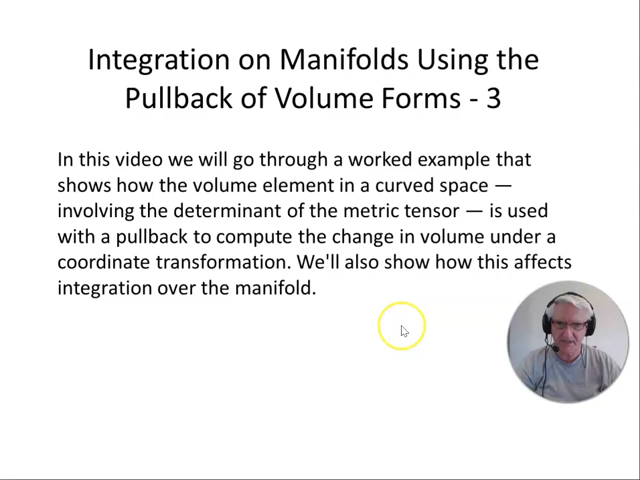 Integration on Manifolds Using the
Pullback of Volume Forms - 3
In this video we will go through a worked example that
shows how the volume element in a curved space —
involving the determinant of the metric tensor — is used
with a pullback to compute the change in volume under a
coordinate transformation. We'll also show how this affects
integration over the manifold.